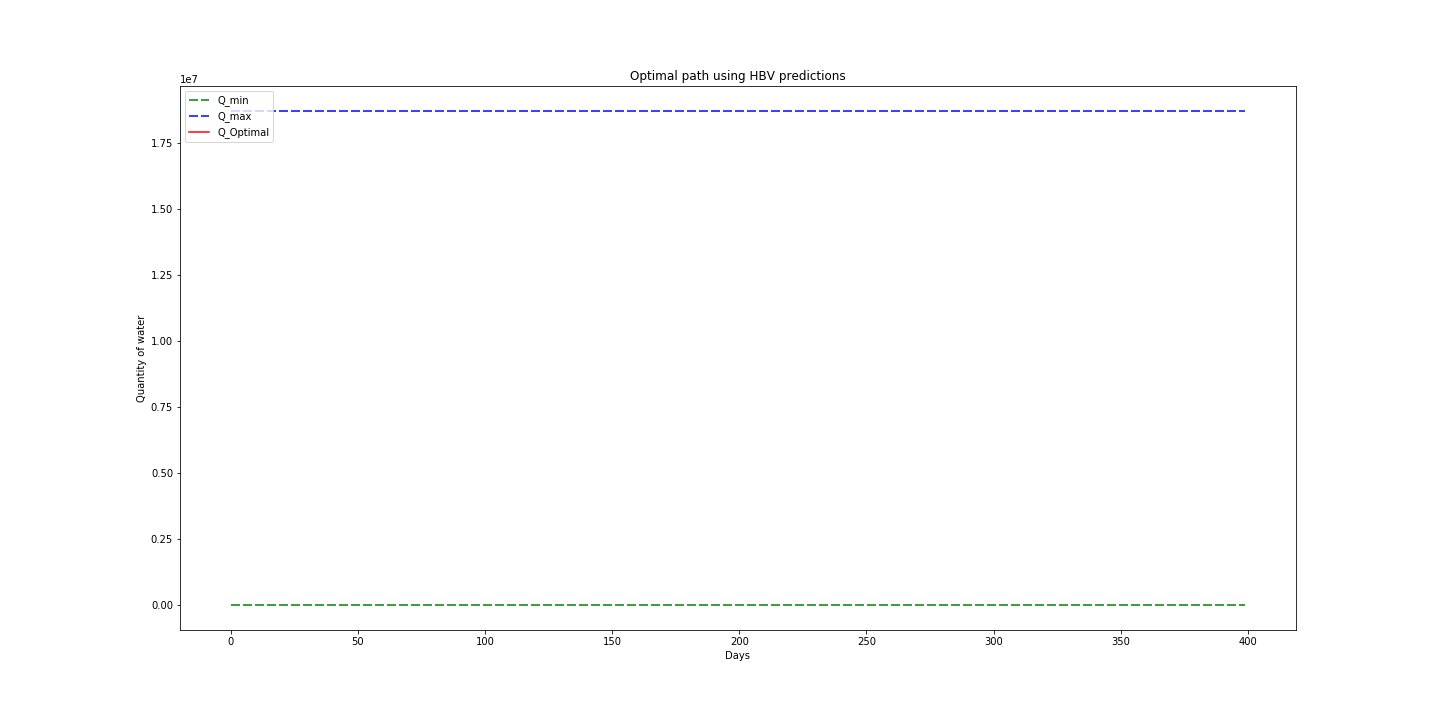 Optimal path using HBV predictions
1e7
Q_min
Q_max
Q_Optimal
1.75
1.50
1.25
1.00
0.75
0.50
0.25
0.00
Quantity of water
0 50 100 150 200 250 300 350 400
Days